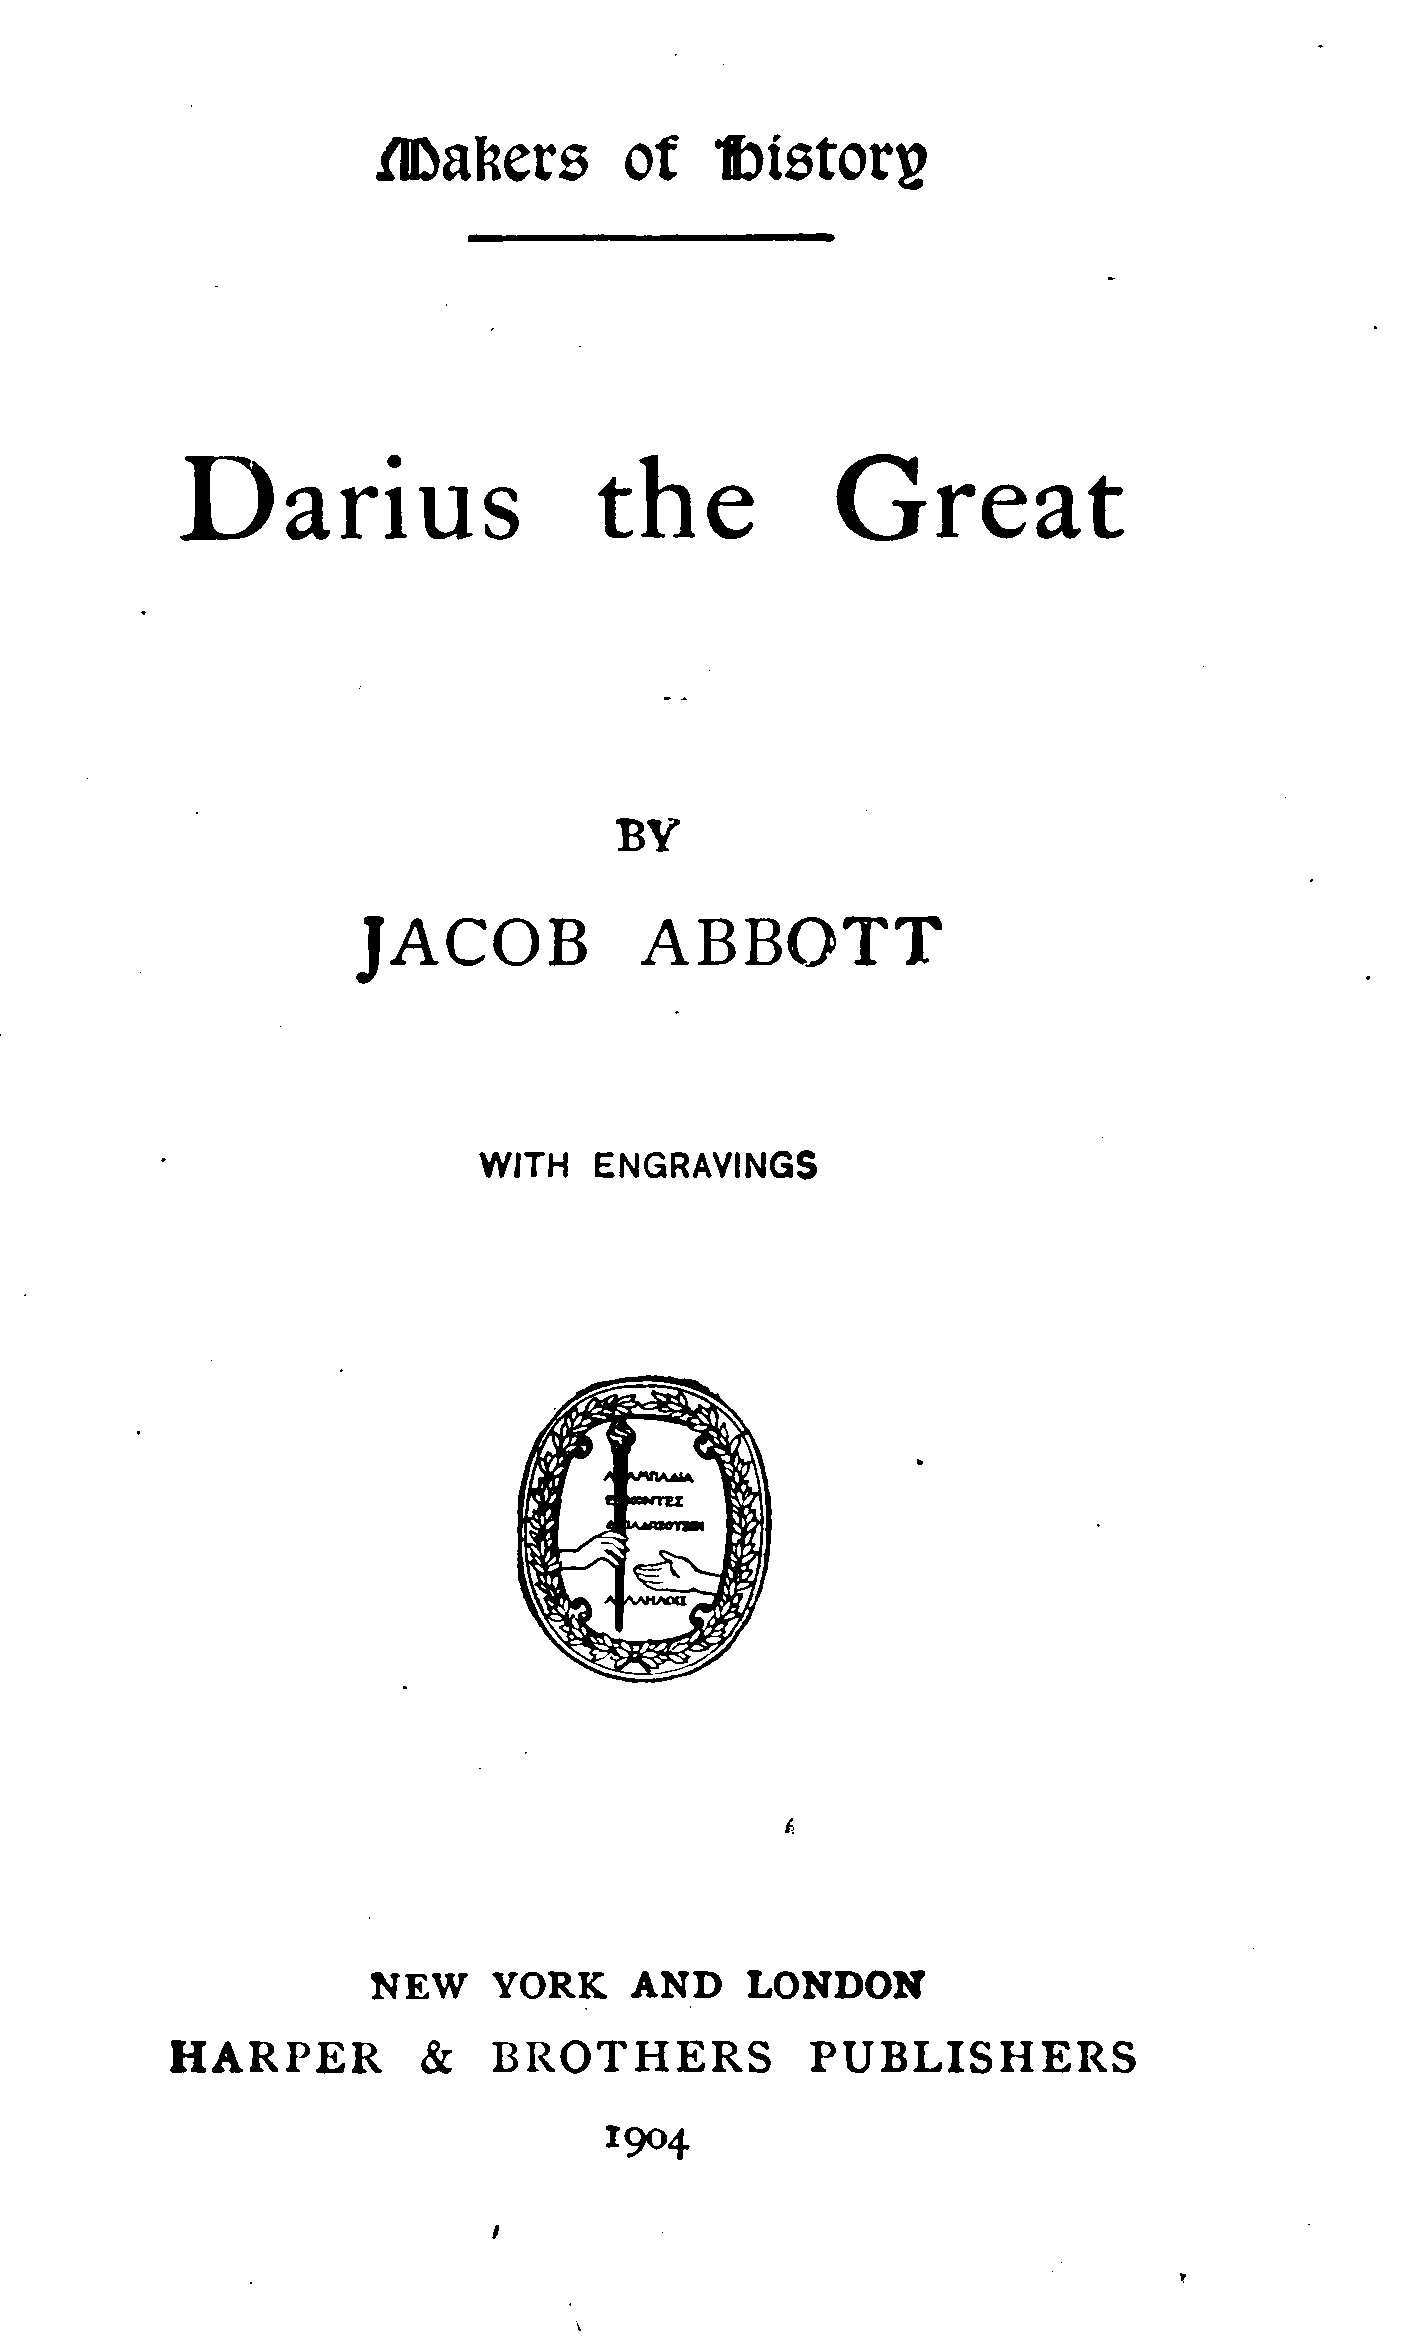 Makers of History
Darius the Great
BY
JACOB ABBOTT
WITH ENGRAVINGS
NEW YORK AND LONDON
HARPER & BROTHERS PUBLISHERS
1904